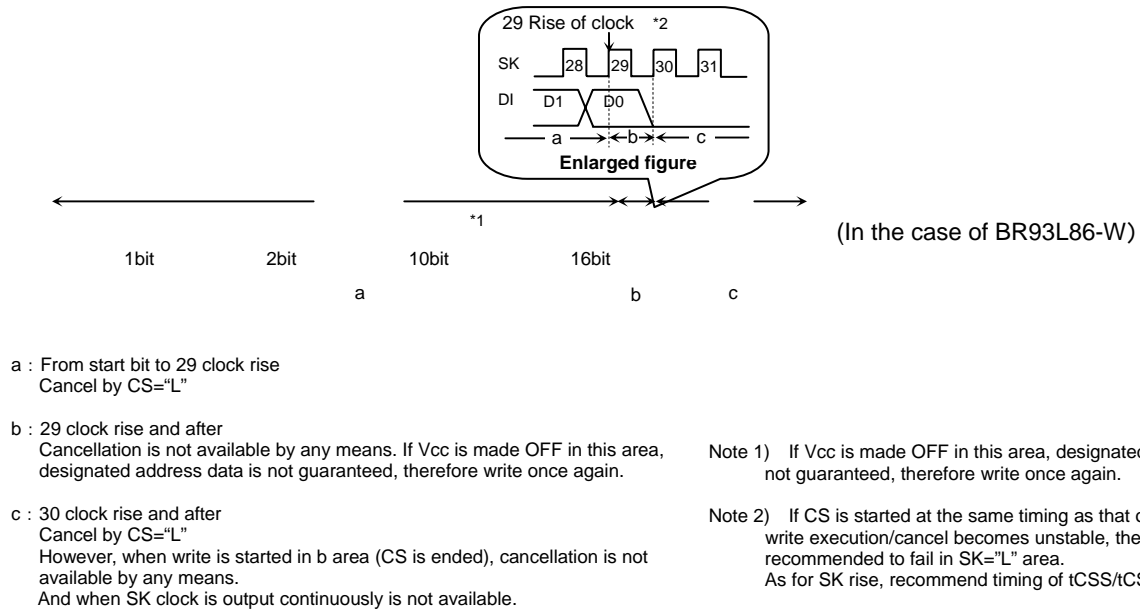 29 Rise of clock *2
SK 28 29 30 31
DI D1 D0
a b c
Enlarged figure
*1
(In the case of BR93L86-W)
1bit 2bit 10bit 16bit
a b c
a : From start bit to 29 clock rise
Cancel by CS=“L”
b : 29 clock rise and after
Cancellation is not available by any means. If Vcc is made OFF in this area,
designated address data is not guaranteed, therefore write once again.
c : 30 clock rise and after
Cancel by CS=“L”
However, when write is started in b area (CS is ended), cancellation is not
available by any means.
And when SK clock is output continuously is not available.
Note 1) If Vcc is made OFF in this area, designated
not guaranteed, therefore write once again.
Note 2) If CS is started at the same timing as that
write execution/cancel becomes unstable,
recommended to fail in SK=“L” area.
As for SK rise, recommend timing of tCSS/